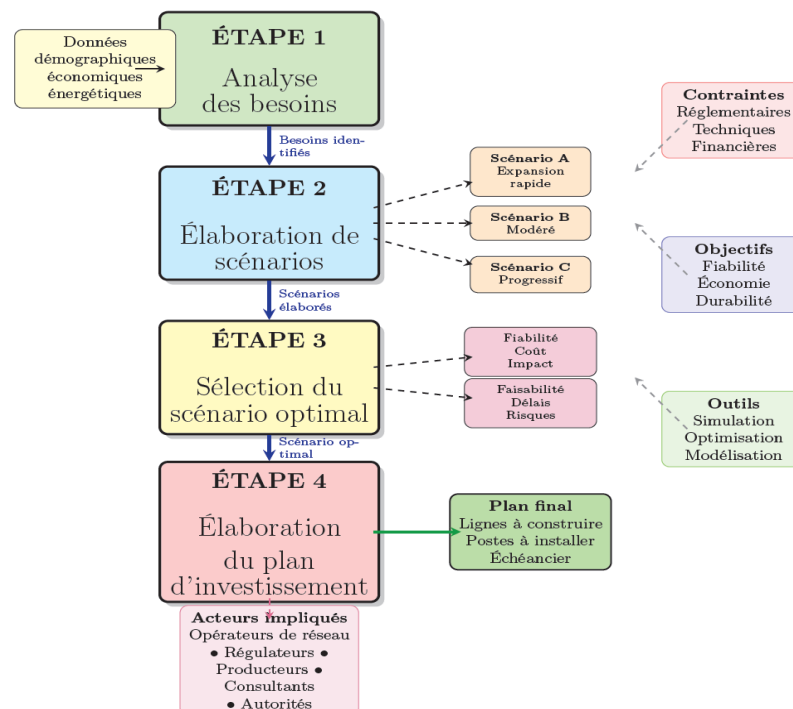 Données
démographiques
économiques
énergétiques
ÉTAPE 1
Analyse
des besoins
Besoins iden-
tifiés
ÉTAPE 2
Élaboration de
scénarios
Scénario A
Expansion
rapide
Scénario B
Modéré
Scénario C
Progressif
Scénarios
élaborés
ÉTAPE 3
Sélection du
scénario optimal
Fiabilité
Coût
Impact
Faisabilité
Délais
Risques
Scénario op-
timal
ÉTAPE 4
Élaboration
du plan
d'investissement
Plan final
Lignes à construire
Postes à installer
Échéancier
Acteurs impliqués
Opérateurs de réseau
• Régulateurs •
Producteurs •
Consultants
• Autorités
Contraintes
Réglementaires
Techniques
Financières
Objectifs
Fiabilité
Économie
Durabilité
Outils
Simulation
Optimisation
Modélisation